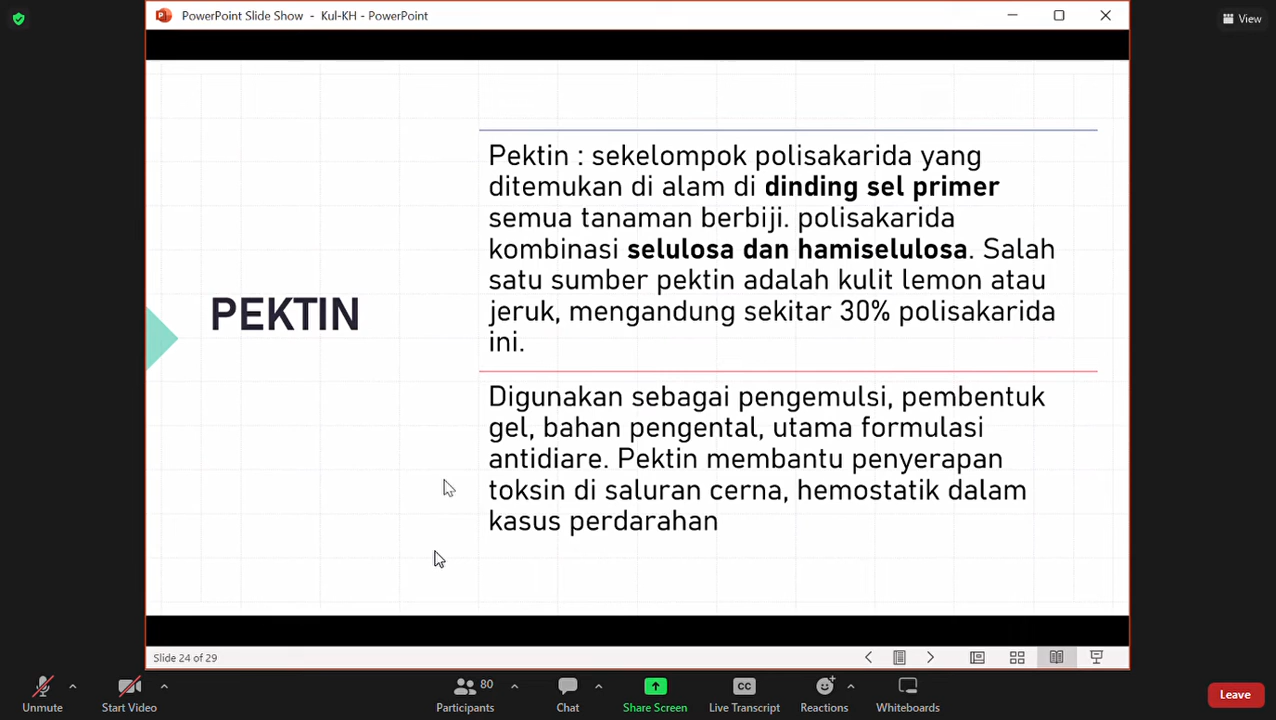 PowerPoint Slide Show - Kul-KH - PowerPoint
View
PEKTIN
Pektin : sekelompok polisakarida yang
ditemukan di alam di dinding sel primer
semua tanaman berbiji. polisakarida
kombinasi selulosa dan hamiselulosa. Salah
satu sumber pektin adalah kulit lemon atau
jeruk, mengandung sekitar 30% polisakarida
ini.
Digunakan sebagai pengemulsi, pembentuk
gel, bahan pengental, utama formulasi
antidiare. Pektin membantu penyerapan
toksin di saluran cerna, hemostatik dalam
kasus perdarahan
Slide 24 of 29
Unmute
Start Video
80
Participants
Chat
Share Screen
CC
Live Transcript
Reactions
Whiteboards
Leave